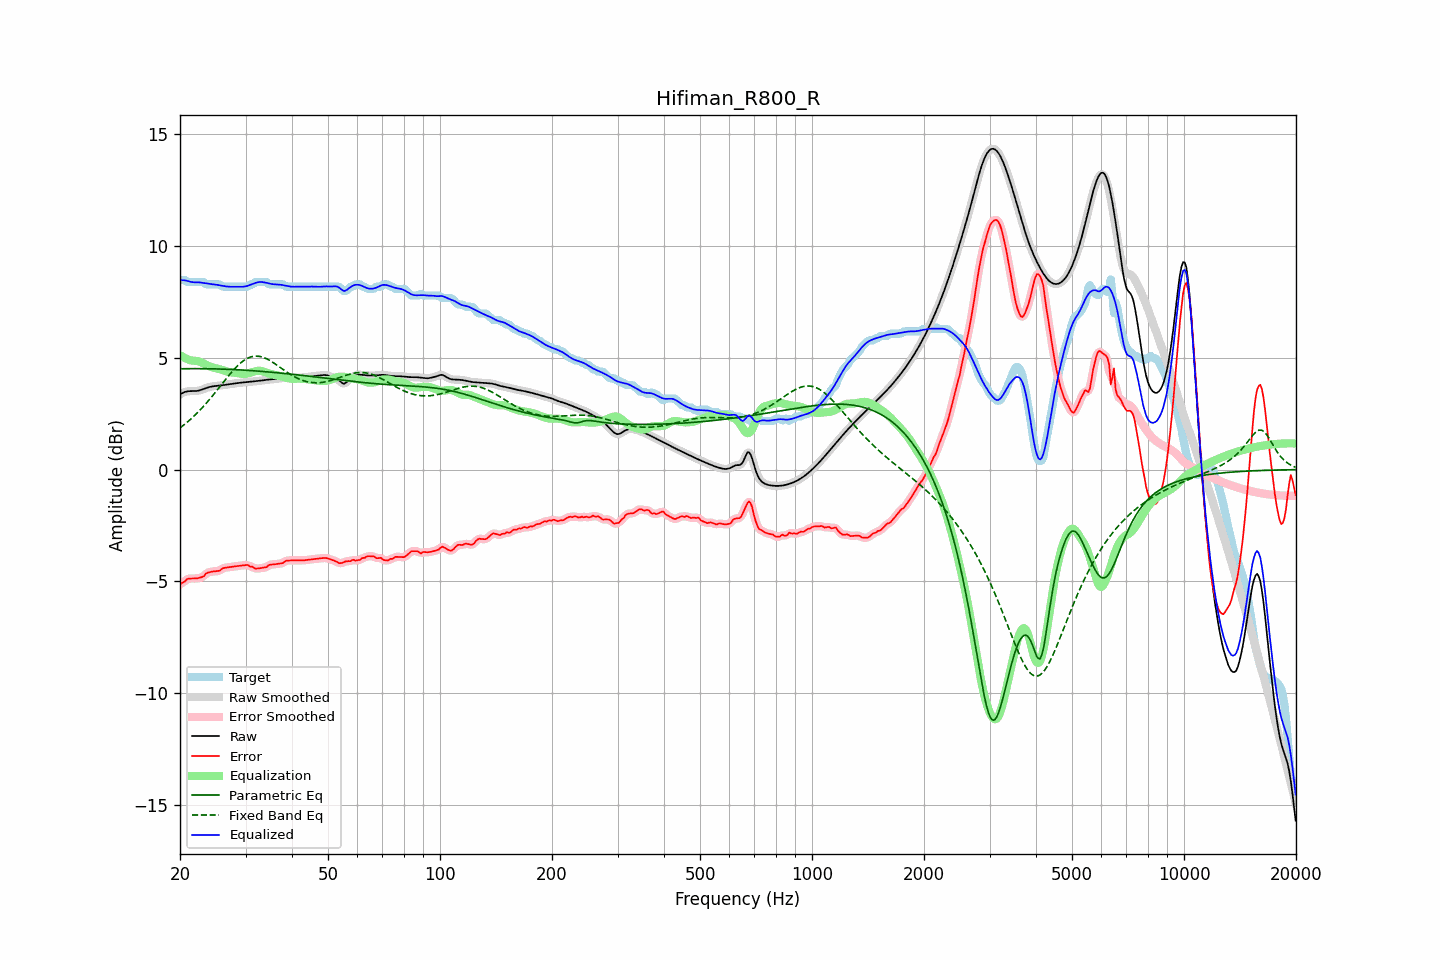 Hifiman_R800_R
Amplitude (dBr)
15
10
5
0
−5
−10
−15
Target
Raw Smoothed
Error Smoothed
Raw
Error
Equalization
Parametric Eq
Fixed Band Eq
Equalized
20 50 100 200 500 1000 2000 5000 10000 20000
Frequency (Hz)